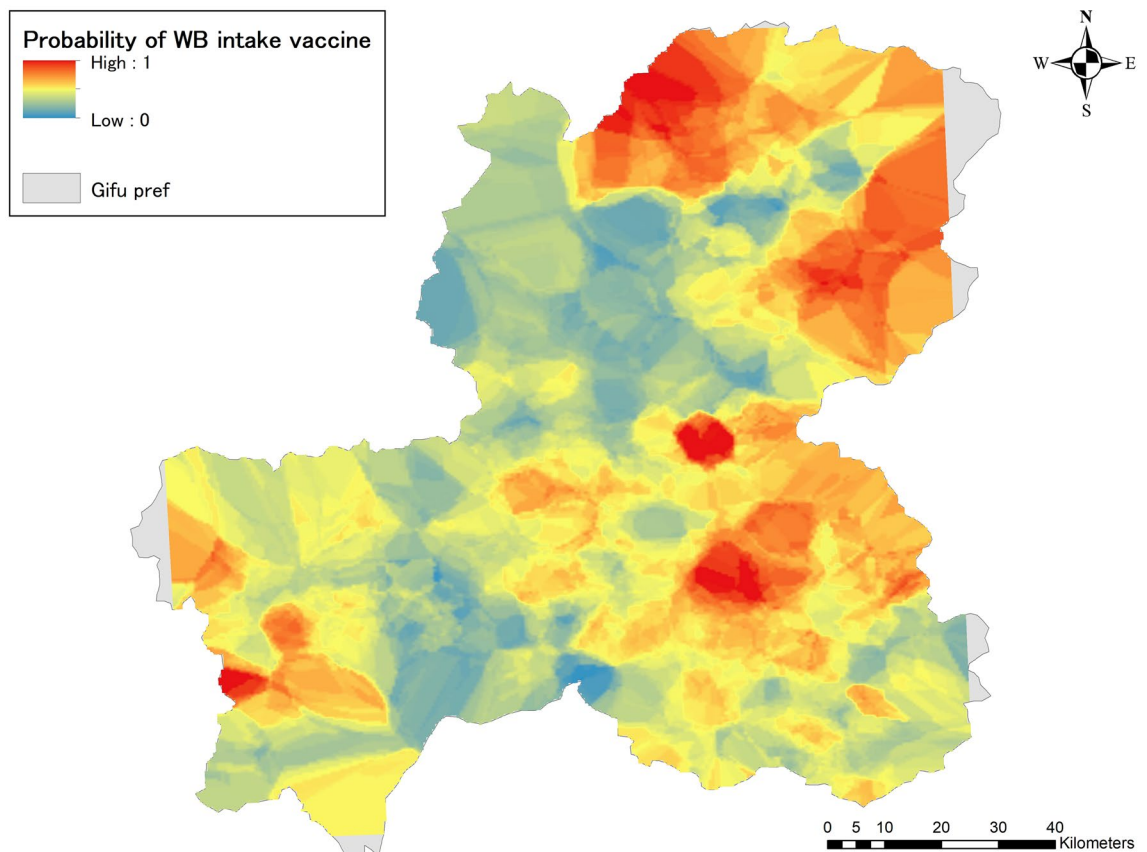 Probability of WB intake vaccine
High : 1
Low : 0
Gifu pref
N
W E
S
0 5 10 20 30 40
Kilometers